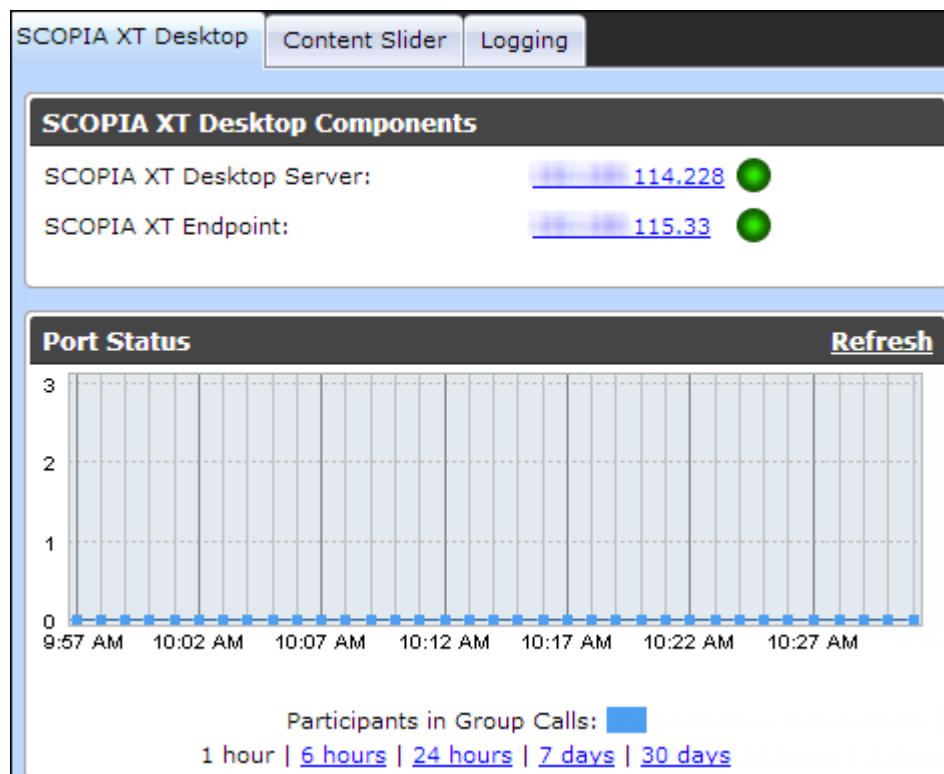 SCOPIA XT Desktop Content Slider Logging
SCOPIA XT Desktop Components
SCOPIA XT Desktop Server: 114.228
SCOPIA XT Endpoint: 115.33
Port Status Refresh
3
2
1
0
9:57 AM 10:02 AM 10:07 AM 10:12 AM 10:17 AM 10:22 AM 10:27 AM
Participants in Group Calls:
1 hour | 6 hours | 24 hours | 7 days | 30 days